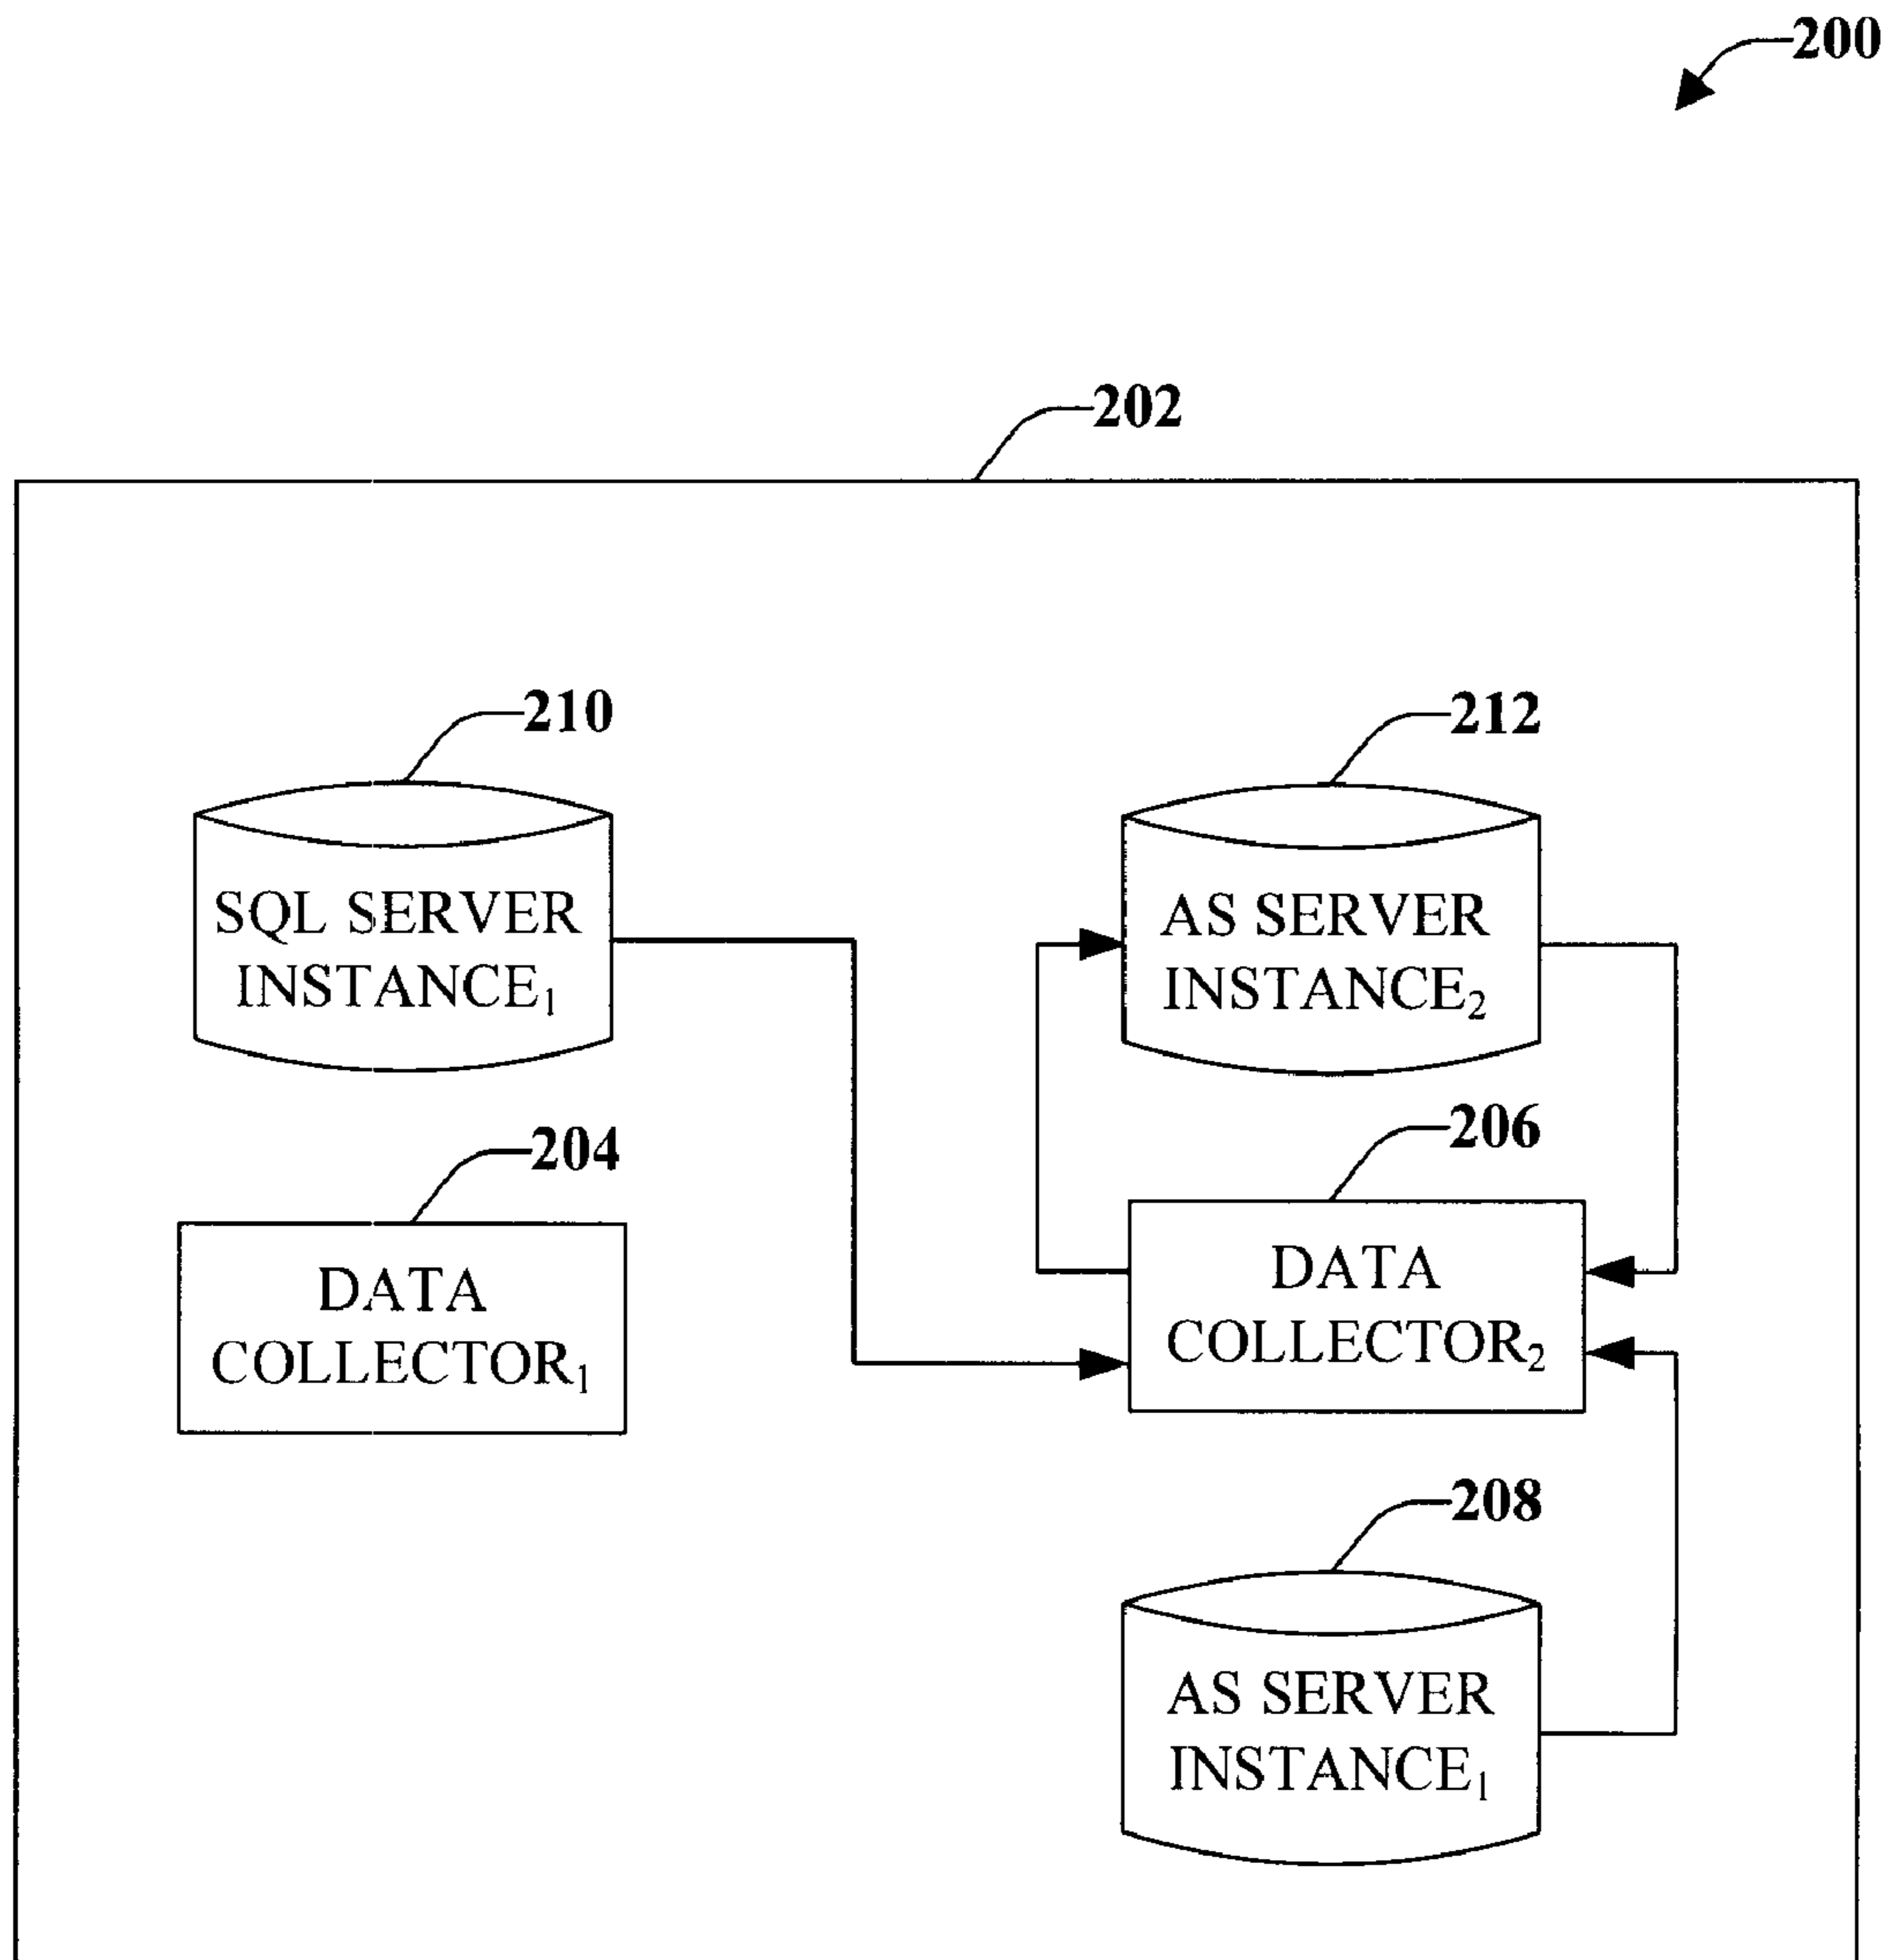 200
202
210
212
SQL SERVER
INSTANCE₁
AS SERVER
INSTANCE₂
204
206
DATA
COLLECTOR₁
DATA
COLLECTOR₂
208
AS SERVER
INSTANCE₁